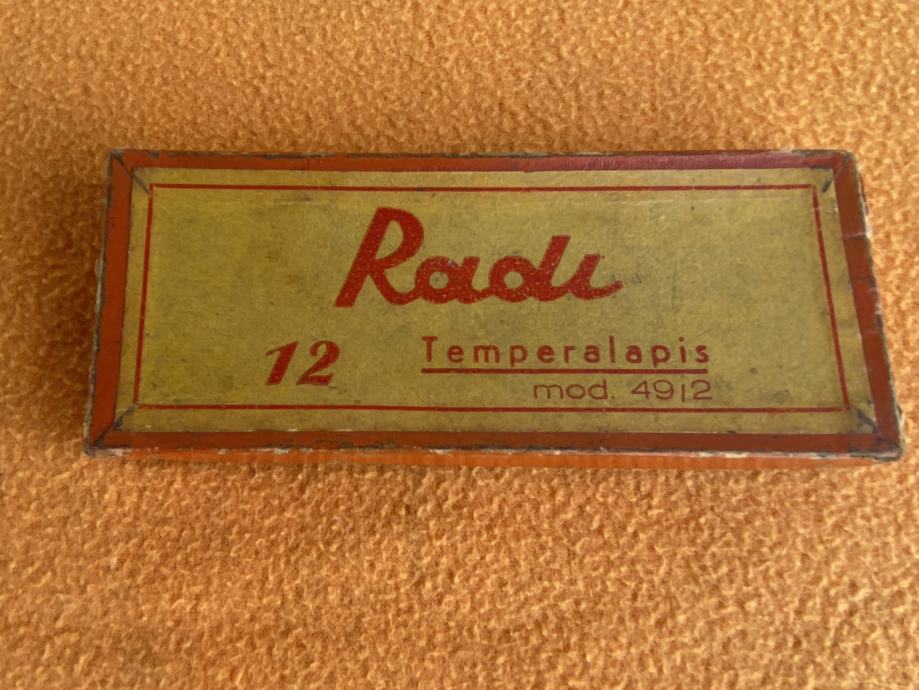 Radi
12 Temperalapis
mod. 4912